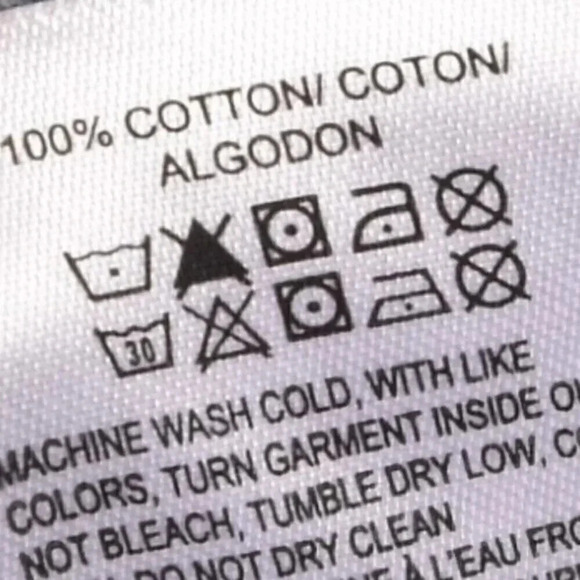 100% COTTON/ COTON/
ALGODON
30
MACHINE WASH COLD, WITH LIKE
COLORS, TURN GARMENT INSIDE
NOT BLEACH, TUMBLE DRY LOW,
DO NOT DRY CLEAN
À L'EAU